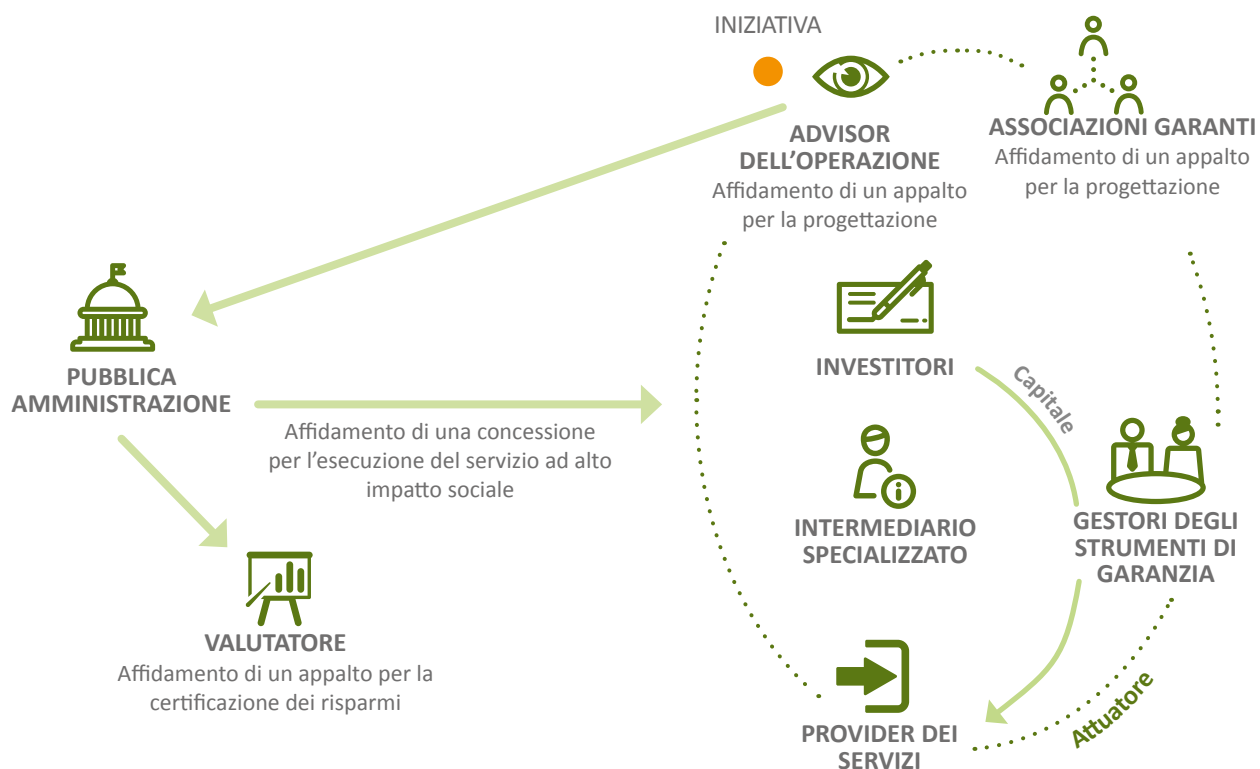 INIZIATIVA
ADVISOR
DELL’OPERAZIONE
Affidamento di un appalto
per la progettazione
ASSOCIAZIONI GARANTI
Affidamento di un appalto
per la progettazione
PUBBLICA
AMMINISTRAZIONE
Affidamento di una concessione
per l’esecuzione del servizio ad alto
impatto sociale
VALUTATORE
Affidamento di un appalto per la
certificazione dei risparmi
INVESTITORI
Capitale
INTERMEDIARIO
SPECIALIZZATO
GESTORI DEGLI
STRUMENTI DI
GARANZIA
PROVIDER DEI
SERVIZI
Attuatore